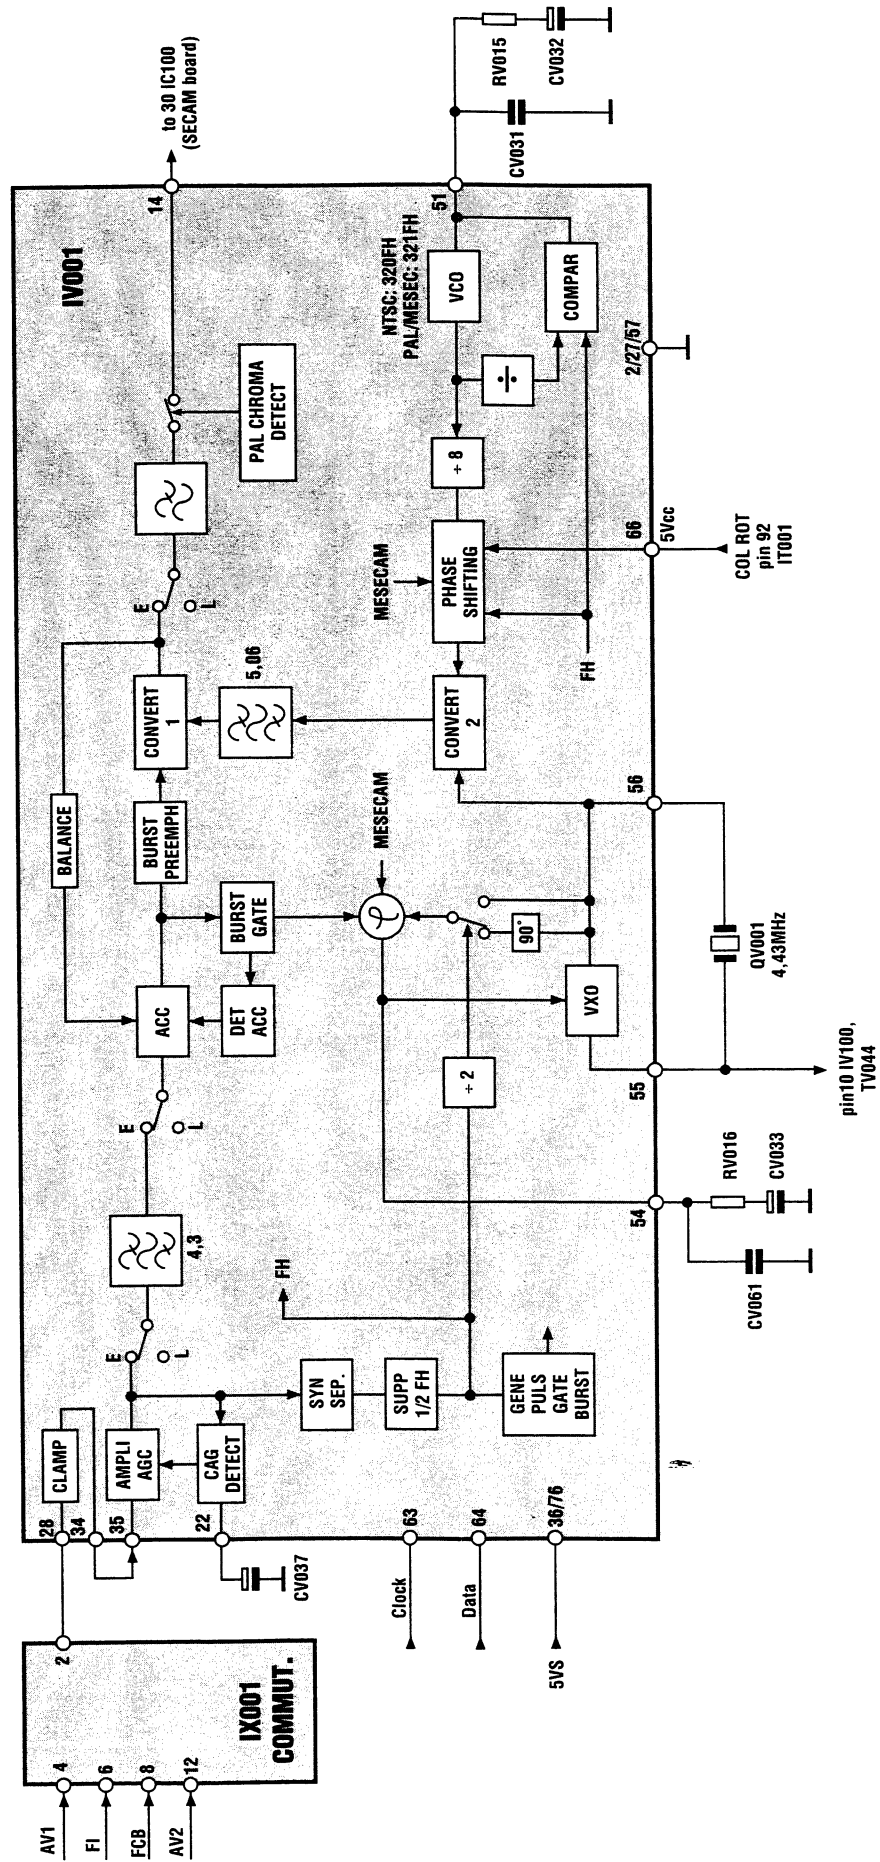 AV1
FI
FCB
AV2
4
6
8
12
IX001
COMMUT.
2
28
34
35
22
CLAMP
AMPLI
AGC
CAG
DETECT
CV037
Clock
63
Data
64
5VS
36/76
E
L
SYN
SEP.
SUPP
1/2 FH
GENE
PULS
GATE
BURST
FH
4,3
E
L
ACC
DET
ACC
BURST
GATE
BURST
PREEMPH
BALANCE
CONVERT
1
5,06
E
L
PAL CHROMA
DETECT
IV001
14
to 30 IC100
(SECAM board)
÷ 2
MESECAM
90°
VXO
CONVERT
2
PHASE
SHIFTING
MESECAM
FH
÷ 8
÷
VCO
COMPAR
NTSC: 320FH
PAL/MESEC: 321FH
51
CV031
RV015
CV032
54
CV061
RV016
CV033
55
pin10 IV100,
TV044
QV001
4,43MHz
56
66
5Vcc
COL ROT
pin 92
IT001
2/27/57